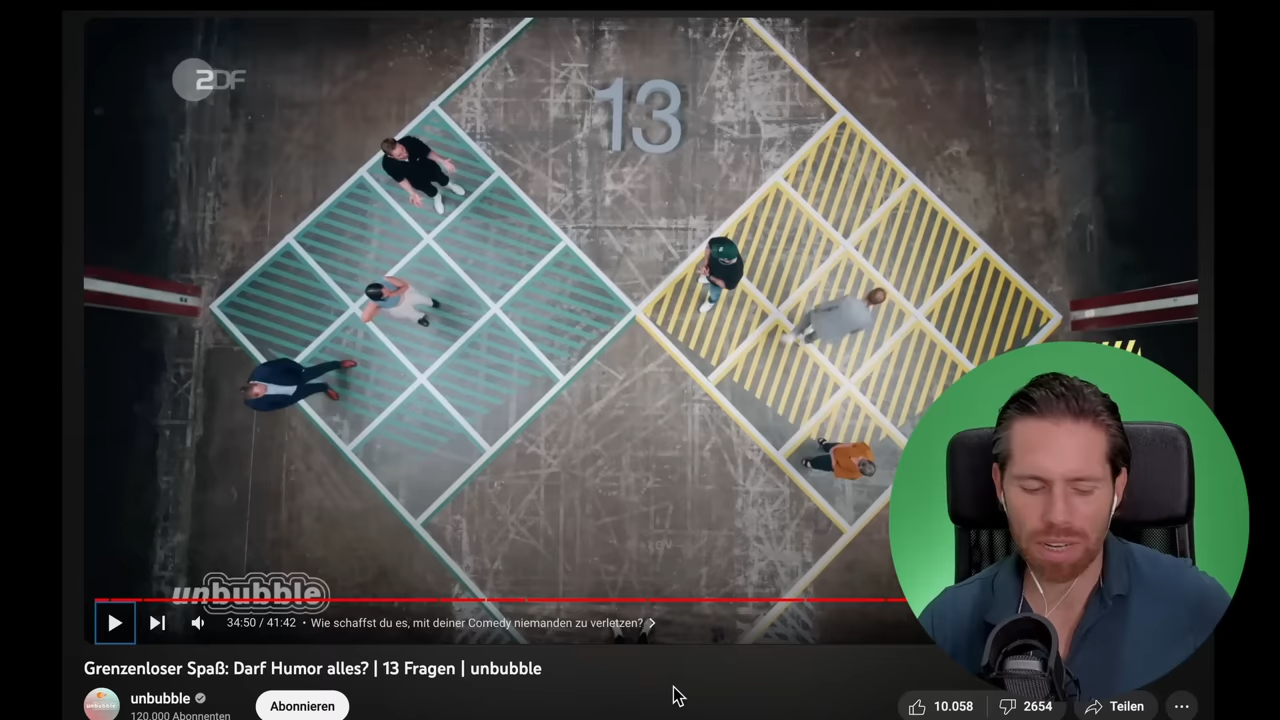 ZDF
13
unbubble
34:50 / 41:42 • Wie schaffst du es, mit deiner Comedy niemanden zu verletzen?
Grenzenloser Spaß: Darf Humor alles? | 13 Fragen | unbubble
unbubble
120.000 Abonnenten
Abonnieren
10.058
2654
Teilen